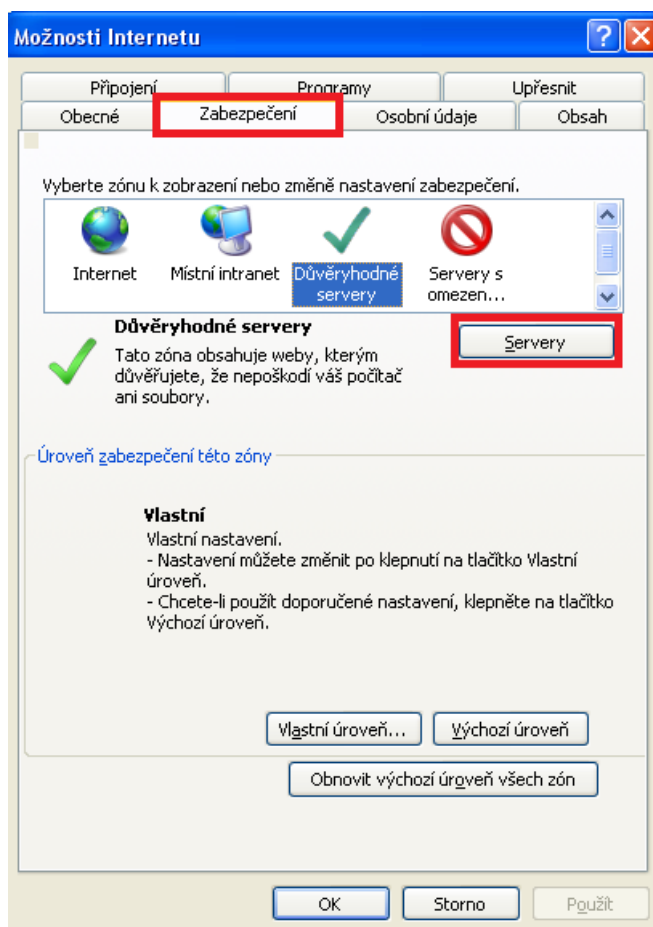 Možnosti Internetu
Připojení Programy Upřesnit
Obecné Zabezpečení Osobní údaje Obsah
Vyberte zónu k zobrazení nebo změně nastavení zabezpečení.
Internet Místní intranet Důvěryhodné servery Servery s omezen...
Důvěryhodné servery
Servery
Tato zóna obsahuje weby, kterým
důvěřujete, že nepoškodí váš počítač
ani soubory.
Úroveň zabezpečení této zóny
Vlastní
Vlastní nastavení.
- Nastavení můžete změnit po klepnutí na tlačítko Vlastní
úroveň.
- Chcete-li použít doporučené nastavení, klepněte na tlačítko
Výchozí úroveň.
Vlastní úroveň... Výchozí úroveň
Obnovit výchozí úroveň všech zón
OK Storno Použít